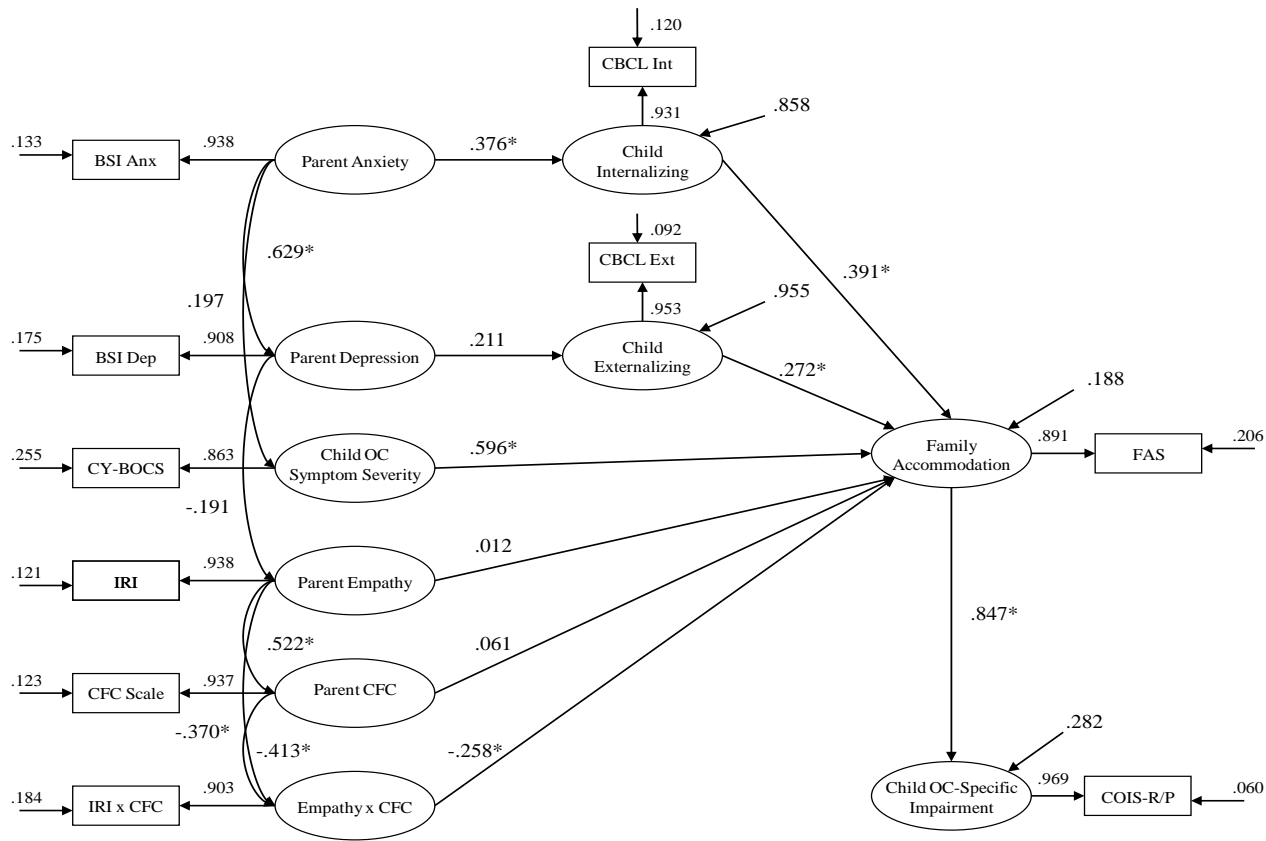 .120
CBCL Int
.931
.858
.133
BSI Anx
.938
Parent Anxiety
.376*
Child
Internalizing
.092
CBCL Ext
.629*
.391*
.197
.953
.955
.175
BSI Dep
.908
Parent Depression
.211
Child
Externalizing
.272*
.188
.255
CY-BOCS
.863
Child OC
Symptom Severity
.596*
Family
Accommodation
.891
FAS
.206
-.191
.012
.121
IRI
.938
Parent Empathy
.847*
.522*
.061
.123
CFC Scale
.937
Parent CFC
-.370*
-.413*
-.258*
.282
.184
IRI x CFC
.903
Empathy x CFC
Child OC-Specific
Impairment
.969
COIS-R/P
.060